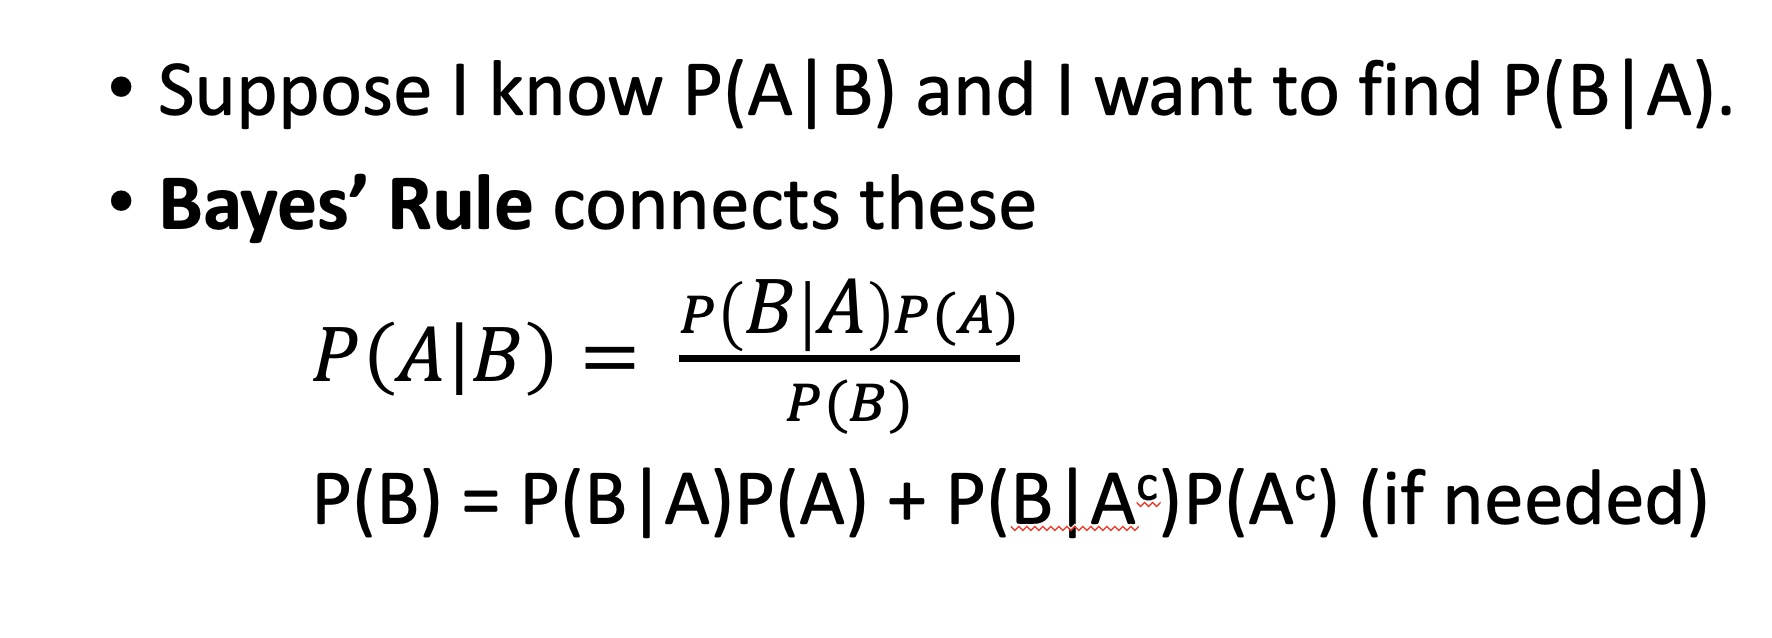 • Suppose I know P(A|B) and I want to find P(B|A).
• Bayes’ Rule connects these
P(A|B) = P(B|A)P(A) / P(B)
P(B) = P(B|A)P(A) + P(B|Aᶜ)P(Aᶜ) (if needed)